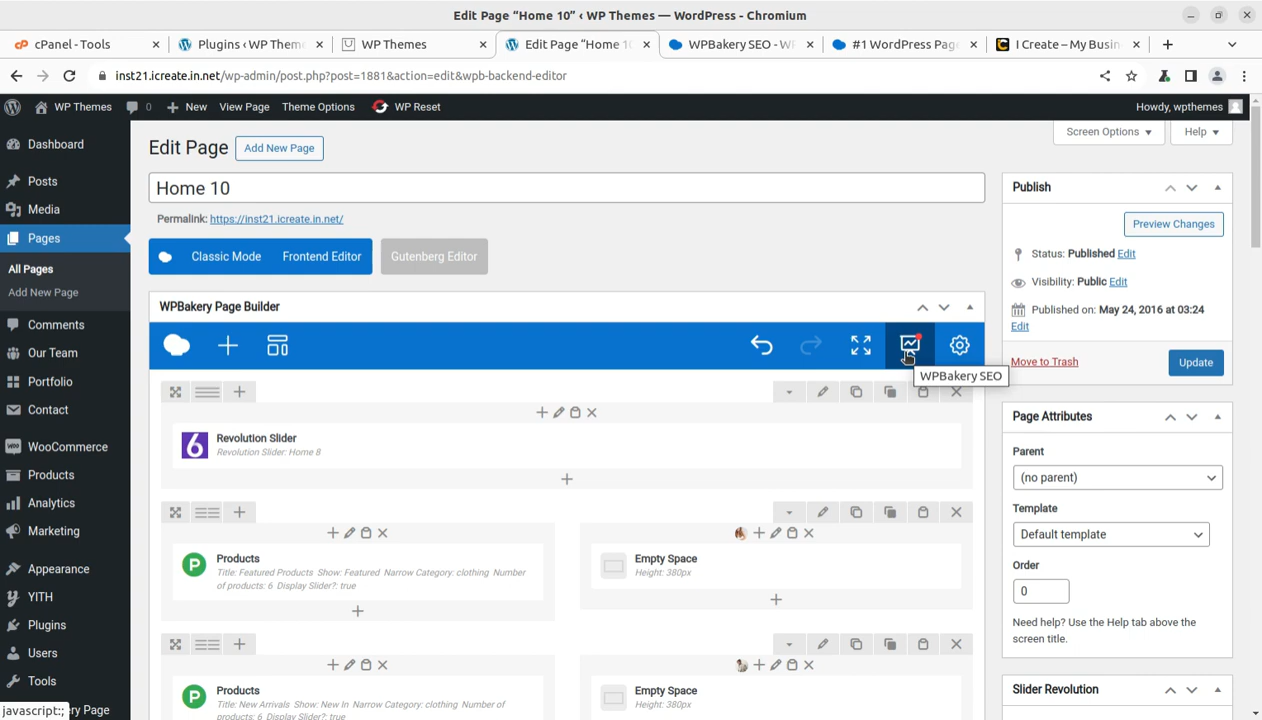 Edit Page “Home 10” ‹ WP Themes — WordPress - Chromium
cPanel - Tools
Plugins ‹ WP Theme
WP Themes
Edit Page “Home 10”
WPBakery SEO - W
#1 WordPress Page
I Create – My Busin
inst21.icreate.in.net/wp-admin/post.php?post=1881&action=edit&wpb-backend-editor
WP Themes
0
New
View Page
Theme Options
WP Reset
Howdy, wpthemes
Dashboard
Posts
Media
Pages
All Pages
Add New Page
Comments
Our Team
Portfolio
Contact
WooCommerce
Products
Analytics
Marketing
Appearance
YITH
Plugins
Users
Tools
ry Page
javascript:;
Screen Options
Help
Edit Page
Add New Page
Home 10
Permalink: https://inst21.icreate.in.net/
Classic Mode
Frontend Editor
Gutenberg Editor
WPBakery Page Builder
WPBakery SEO
6
Revolution Slider
Revolution Slider: Home 8
P
Products
Title: Featured Products Show: Featured Narrow Category: clothing Number
of products: 6 Display Slider?: true
Empty Space
Height: 380px
P
Products
Title: New Arrivals Show: New In Narrow Category: clothing Number of
products: 6 Display Slider?: true
Empty Space
Height: 380px
Publish
Preview Changes
Status: Published Edit
Visibility: Public Edit
Published on: May 24, 2016 at 03:24
Edit
Move to Trash
Update
Page Attributes
Parent
(no parent)
Template
Default template
Order
0
Need help? Use the Help tab above the
screen title.
Slider Revolution